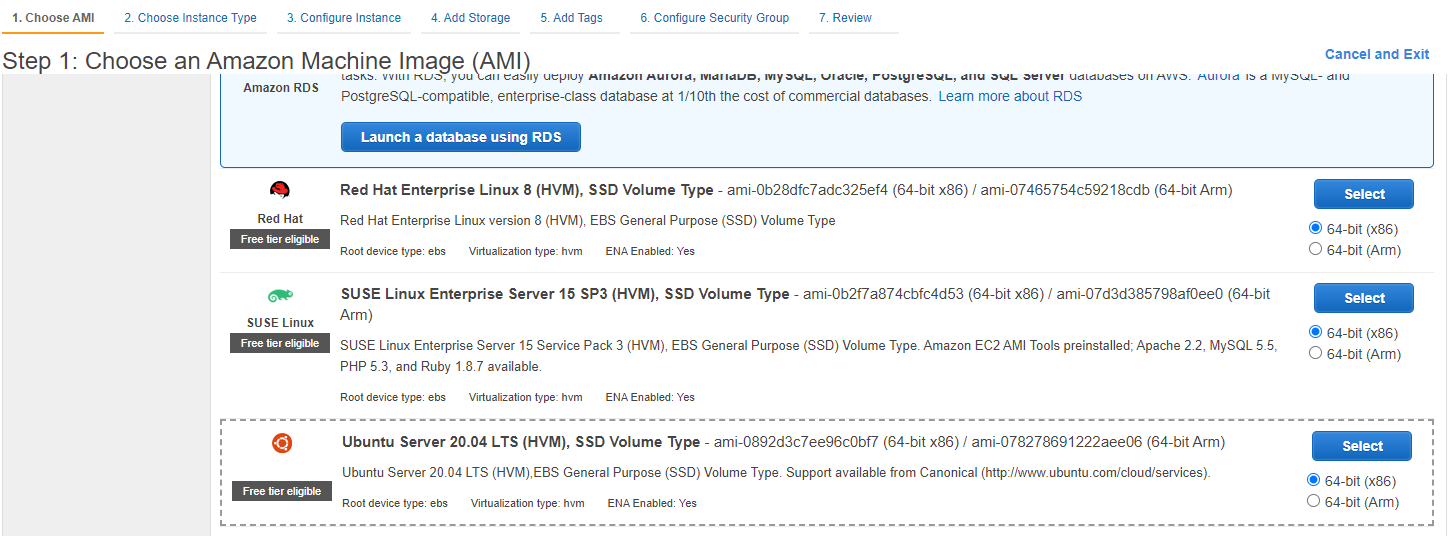 1. Choose AMI 2. Choose Instance Type 3. Configure Instance 4. Add Storage 5. Add Tags 6. Configure Security Group 7. Review
Step 1: Choose an Amazon Machine Image (AMI) Cancel and Exit
tasks. With RDS, you can easily deploy Amazon Aurora, MariaDB, MySQL, Oracle, PostgreSQL, and SQL Server databases on AWS. Aurora is a MySQL- and
Amazon RDS
PostgreSQL-compatible, enterprise-class database at 1/10th the cost of commercial databases. Learn more about RDS
Launch a database using RDS
Red Hat Enterprise Linux 8 (HVM), SSD Volume Type - ami-0b28dfc7adc325ef4 (64-bit x86) / ami-07465754c59218cdb (64-bit Arm)
Select
Red Hat
Red Hat Enterprise Linux version 8 (HVM), EBS General Purpose (SSD) Volume Type
64-bit (x86)
Free tier eligible
Root device type: ebs Virtualization type: hvm ENA Enabled: Yes
64-bit (Arm)
SUSE Linux Enterprise Server 15 SP3 (HVM), SSD Volume Type - ami-0b2f7a874cbfc4d53 (64-bit x86) / ami-07d3d385798af0ee0 (64-bit
Arm)
Select
SUSE Linux
Free tier eligible
64-bit (x86)
SUSE Linux Enterprise Server 15 Service Pack 3 (HVM), EBS General Purpose (SSD) Volume Type. Amazon EC2 AMI Tools preinstalled; Apache 2.2, MySQL 5.5,
PHP 5.3, and Ruby 1.8.7 available.
64-bit (Arm)
Root device type: ebs Virtualization type: hvm ENA Enabled: Yes
Ubuntu Server 20.04 LTS (HVM), SSD Volume Type - ami-0892d3c7ee96c0bf7 (64-bit x86) / ami-078278691222aee06 (64-bit Arm)
Select
Ubuntu Server 20.04 LTS (HVM),EBS General Purpose (SSD) Volume Type. Support available from Canonical (http://www.ubuntu.com/cloud/services).
64-bit (x86)
Free tier eligible
Root device type: ebs Virtualization type: hvm ENA Enabled: Yes
64-bit (Arm)